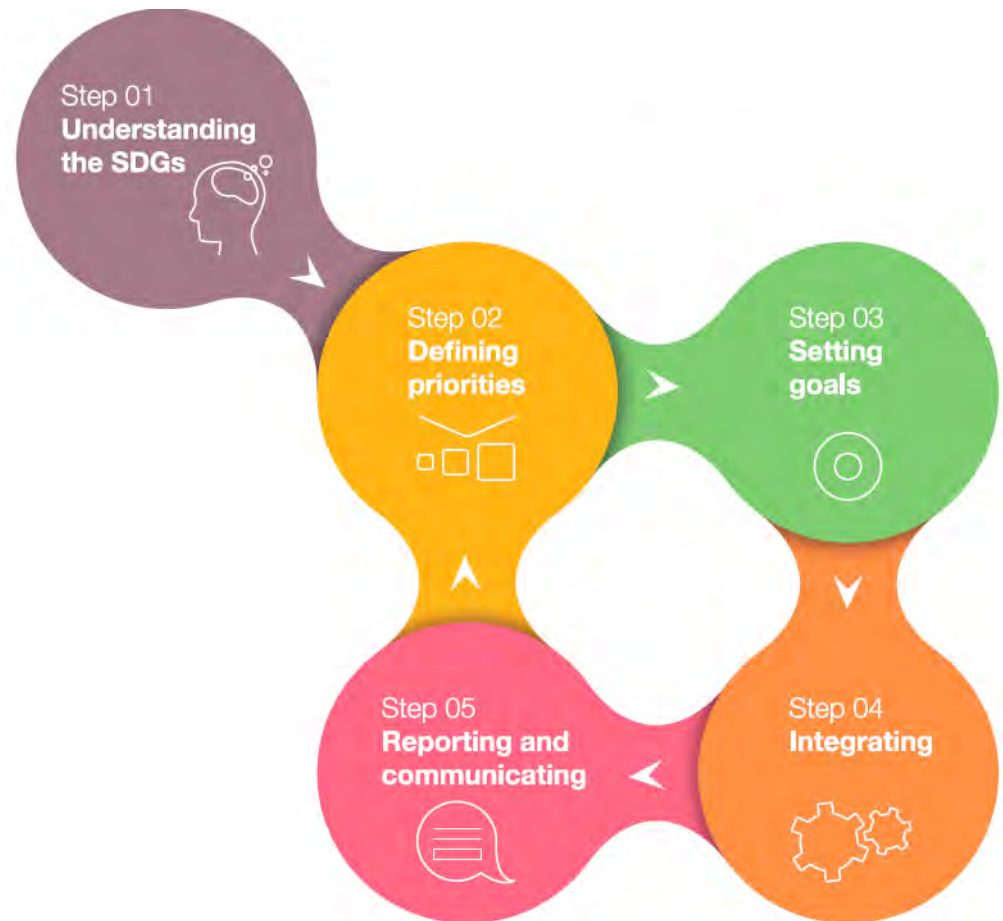 Step 01
Understanding
the SDGs
Step 02
Defining
priorities
Step 03
Setting
goals
Step 04
Integrating
Step 05
Reporting and
communicating